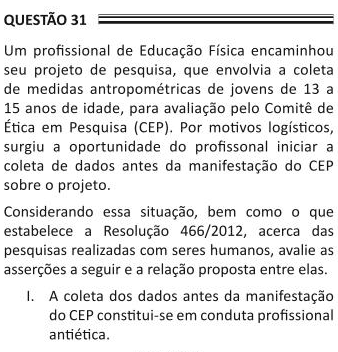 QUESTÃO 31
Um profissional de Educação Física encaminhou
seu projeto de pesquisa, que envolvia a coleta
de medidas antropométricas de jovens de 13 a
15 anos de idade, para avaliação pelo Comitê de
Ética em Pesquisa (CEP). Por motivos logísticos,
surgiu a oportunidade do profissonal iniciar a
coleta de dados antes da manifestação do CEP
sobre o projeto.
Considerando essa situação, bem como o que
estabelece a Resolução 466/2012, acerca das
pesquisas realizadas com seres humanos, avalie as
asserções a seguir e a relação proposta entre elas.
I. A coleta dos dados antes da manifestação
do CEP constitui-se em conduta profissional
antiética.